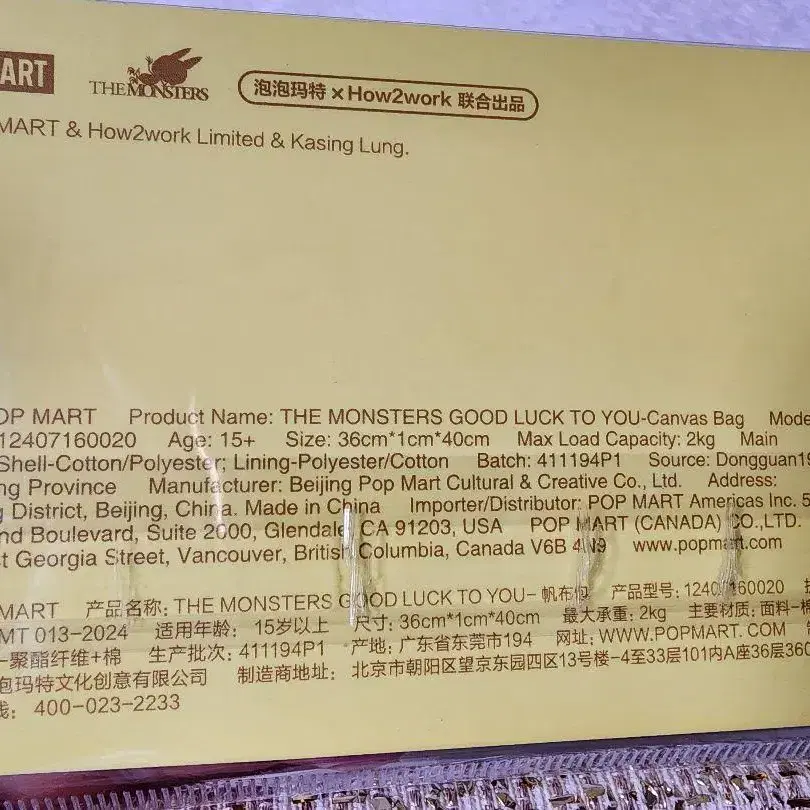 ART THE MONSTERS 泡泡玛特×How2work 联合出品
MART & How2work Limited & Kasing Lung.
OP MART Product Name: THE MONSTERS GOOD LUCK TO YOU-Canvas Bag Mode
12407160020 Age: 15+ Size: 36cm*1cm*40cm Max Load Capacity: 2kg Main
Shell-Cotton/Polyester; Lining-Polyester/Cotton Batch: 411194P1 Source: Dongguan19
ng Province Manufacturer: Beijing Pop Mart Cultural & Creative Co., Ltd. Address:
g District, Beijing, China. Made in China Importer/Distributor: POP MART Americas Inc. 5
nd Boulevard, Suite 2000, Glendale CA 91203, USA POP MART (CANADA) CO.,LTD.
st Georgia Street, Vancouver, British Columbia, Canada V6B 4N9 www.popmart.com
MART 产品名称: THE MONSTERS GOOD LUCK TO YOU- 帆布包 产品型号: 12407160020
MT 013-2024 适用年龄: 15岁以上 尺寸: 36cm*1cm*40cm 最大承重: 2kg 主要材质: 面料-棉
-聚酯纤维+棉 生产批次: 411194P1 产地: 广东省东莞市194 网址: WWW.POPMART.COM
泡玛特文化创意有限公司 制造商地址: 北京市朝阳区望京东园四区13号楼-4至33层101内A座36层360
线: 400-023-2233